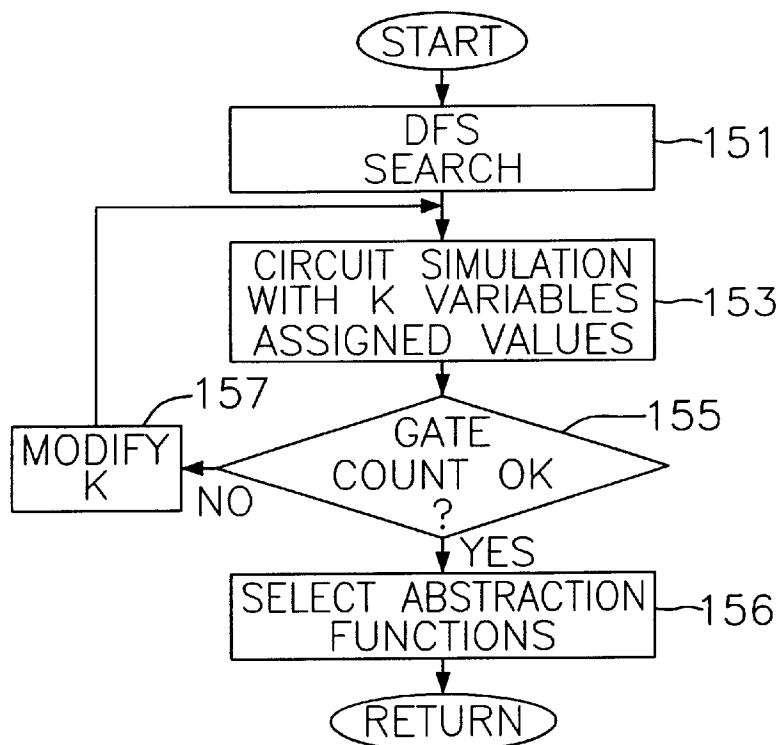 START
DFS
SEARCH
151
CIRCUIT SIMULATION
WITH K VARIABLES
ASSIGNED VALUES
153
157
155
GATE
COUNT OK
?
MODIFY
K
NO
YES
SELECT ABSTRACTION
FUNCTIONS
156
RETURN